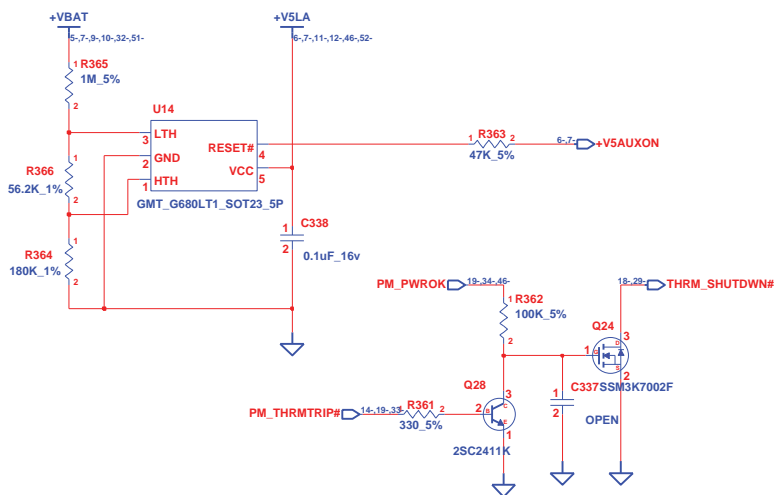 +VBAT
5-,7-,9-,10-,32-,51-
+V5LA
6-,7-,11-,12-,46-,52-
1
R365
1M_5%
2
U14
LTH
3
GND
2
HTH
1
RESET#
4
VCC
5
GMT_G680LT1_SOT23_5P
1
R366
56.2K_1%
2
1
R364
180K_1%
2
1
R363
2
47K_5%
6-,7-
+V5AUXON
1
C338
2
0.1uF_16v
PM_PWROK
19-,34-,46-
1
R362
100K_5%
2
18-,29-
THRM_SHUTDWN#
Q24
3
D
1
G
S
2
C337
SSM3K7002F
1
2
OPEN
Q28
3
C
2
B
E
1
2SC2411K
PM_THRMTRIP#
14-,19-,33-
1
R361
2
330_5%